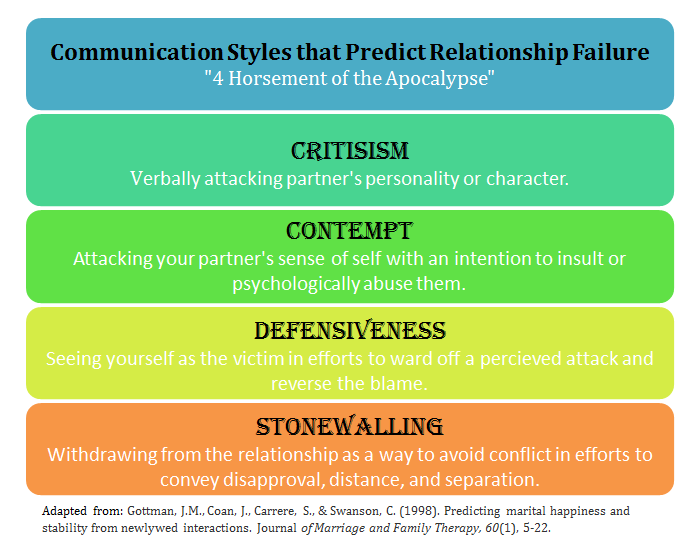 Communication Styles that Predict Relationship Failure
"4 Horsement of the Apocalypse"
CRITISISM
Verbally attacking partner's personality or character.
CONTEMPT
Attacking your partner's sense of self with an intention to insult or
psychologically abuse them.
DEFENSIVENESS
Seeing yourself as the victim in efforts to ward off a percieved attack and
reverse the blame.
STONEWALLING
Withdrawing from the relationship as a way to avoid conflict in efforts to
convey disapproval, distance, and separation.
Adapted from: Gottman, J.M., Coan, J., Carrere, S., & Swanson, C. (1998). Predicting marital happiness and
stability from newlywed interactions. Journal of Marriage and Family Therapy, 60(1), 5-22.